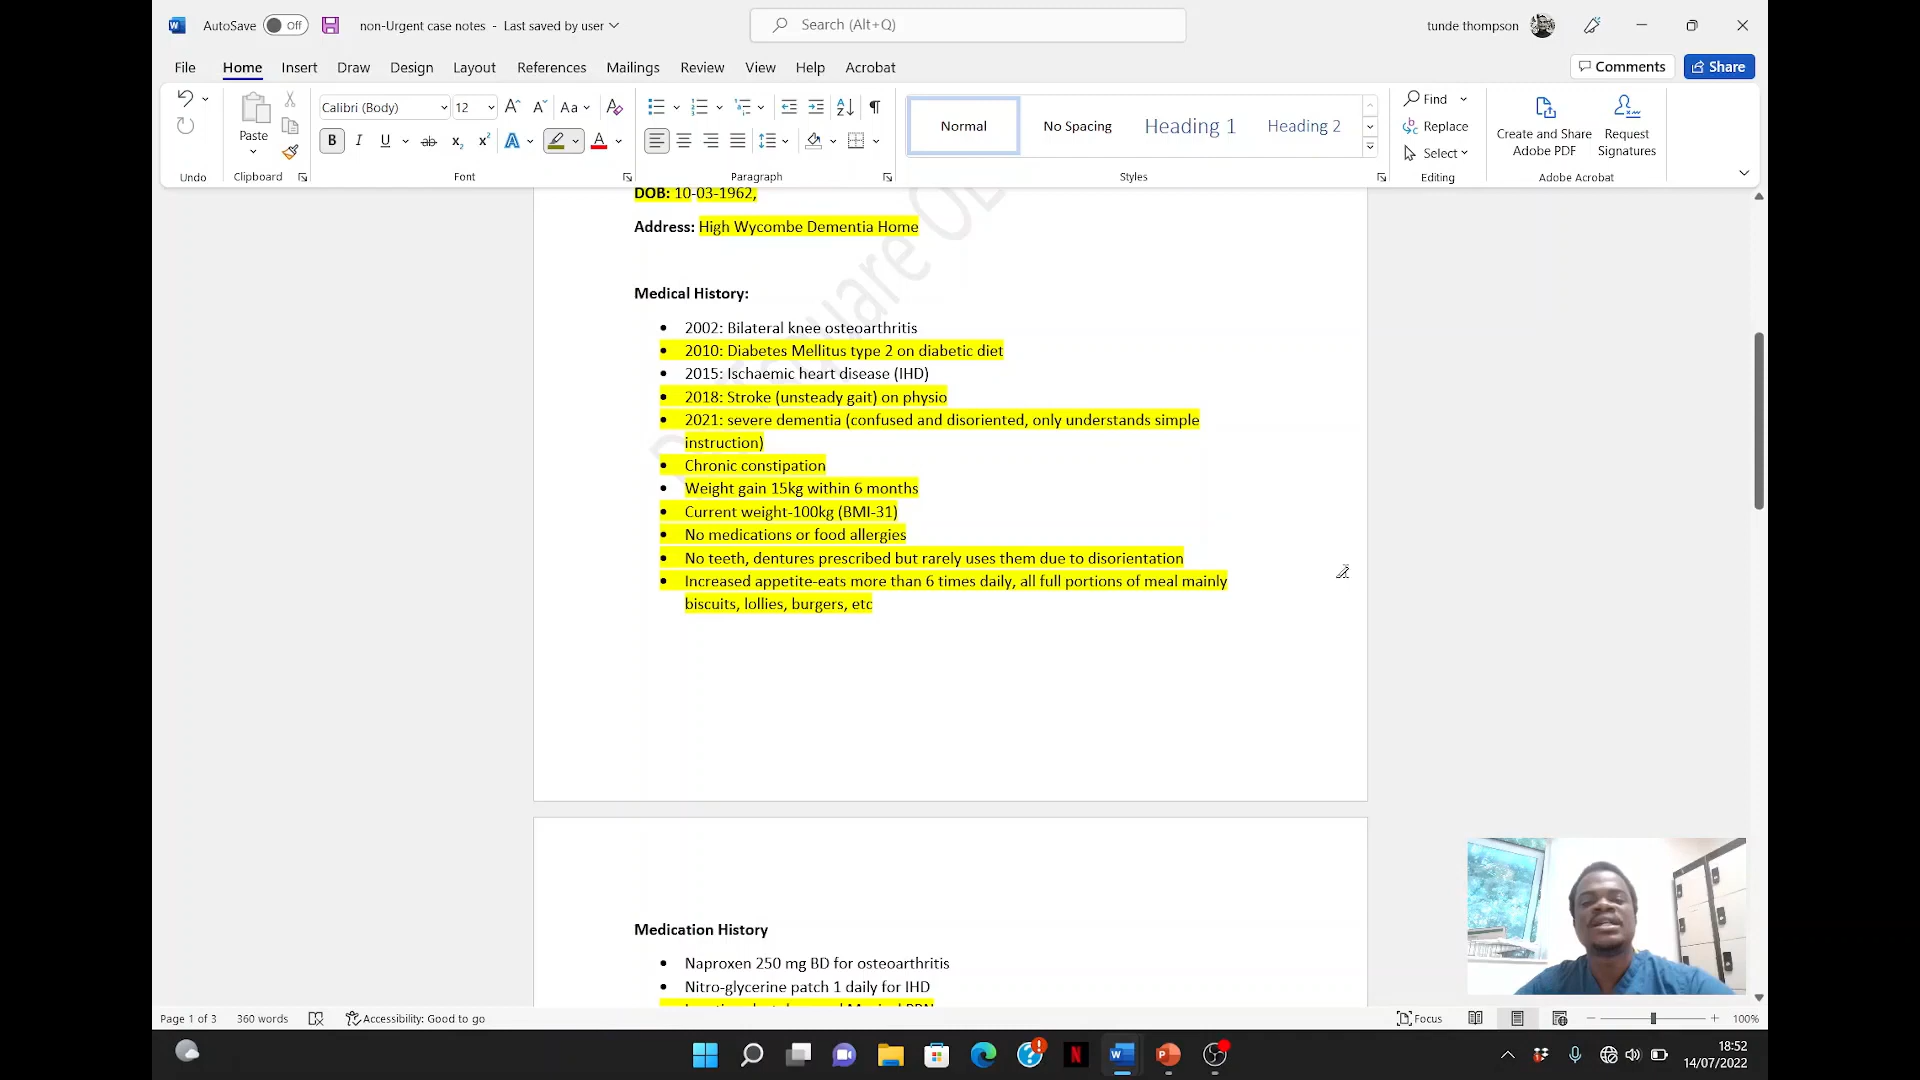 AutoSave Off non-Urgent case notes - Last saved by user Search (Alt+Q) tunde thompson
File Home Insert Draw Design Layout References Mailings Review View Help Acrobat Comments Share
Calibri (Body) 12 Aa
Paste
B I U ab x₂ x² A A
Normal No Spacing Heading 1 Heading 2
Find
Replace
Select
Create and Share Adobe PDF
Request Signatures
Undo Clipboard Font Paragraph Styles Editing Adobe Acrobat
DOB: 10-03-1962,
Address: High Wycombe Dementia Home
Medical History:
• 2002: Bilateral knee osteoarthritis
• 2010: Diabetes Mellitus type 2 on diabetic diet
• 2015: Ischaemic heart disease (IHD)
• 2018: Stroke (unsteady gait) on physio
• 2021: severe dementia (confused and disoriented, only understands simple
instruction)
• Chronic constipation
• Weight gain 15kg within 6 months
• Current weight-100kg (BMI-31)
• No medications or food allergies
• No teeth, dentures prescribed but rarely uses them due to disorientation
• Increased appetite-eats more than 6 times daily, all full portions of meal mainly
biscuits, lollies, burgers, etc
Medication History
• Naproxen 250 mg BD for osteoarthritis
• Nitro-glycerine patch 1 daily for IHD
Page 1 of 3 360 words Accessibility: Good to go Focus 100%
18:52
14/07/2022